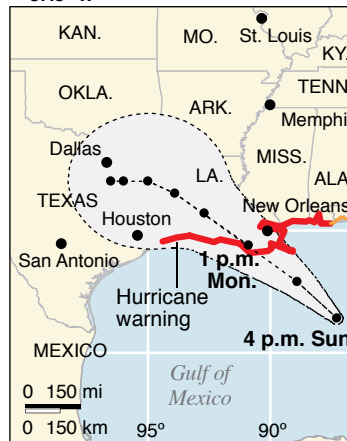 KAN.
MO.
St. Louis
KY.
OKLA.
ARK.
TENN
Memphi
Dallas
MISS.
LA.
ALA
TEXAS
New Orleans
Houston
San Antonio
1 p.m.
Mon.
Hurricane
warning
4 p.m. Sun
MEXICO
Gulf of
Mexico
0 150 mi
0 150 km
95º
90º